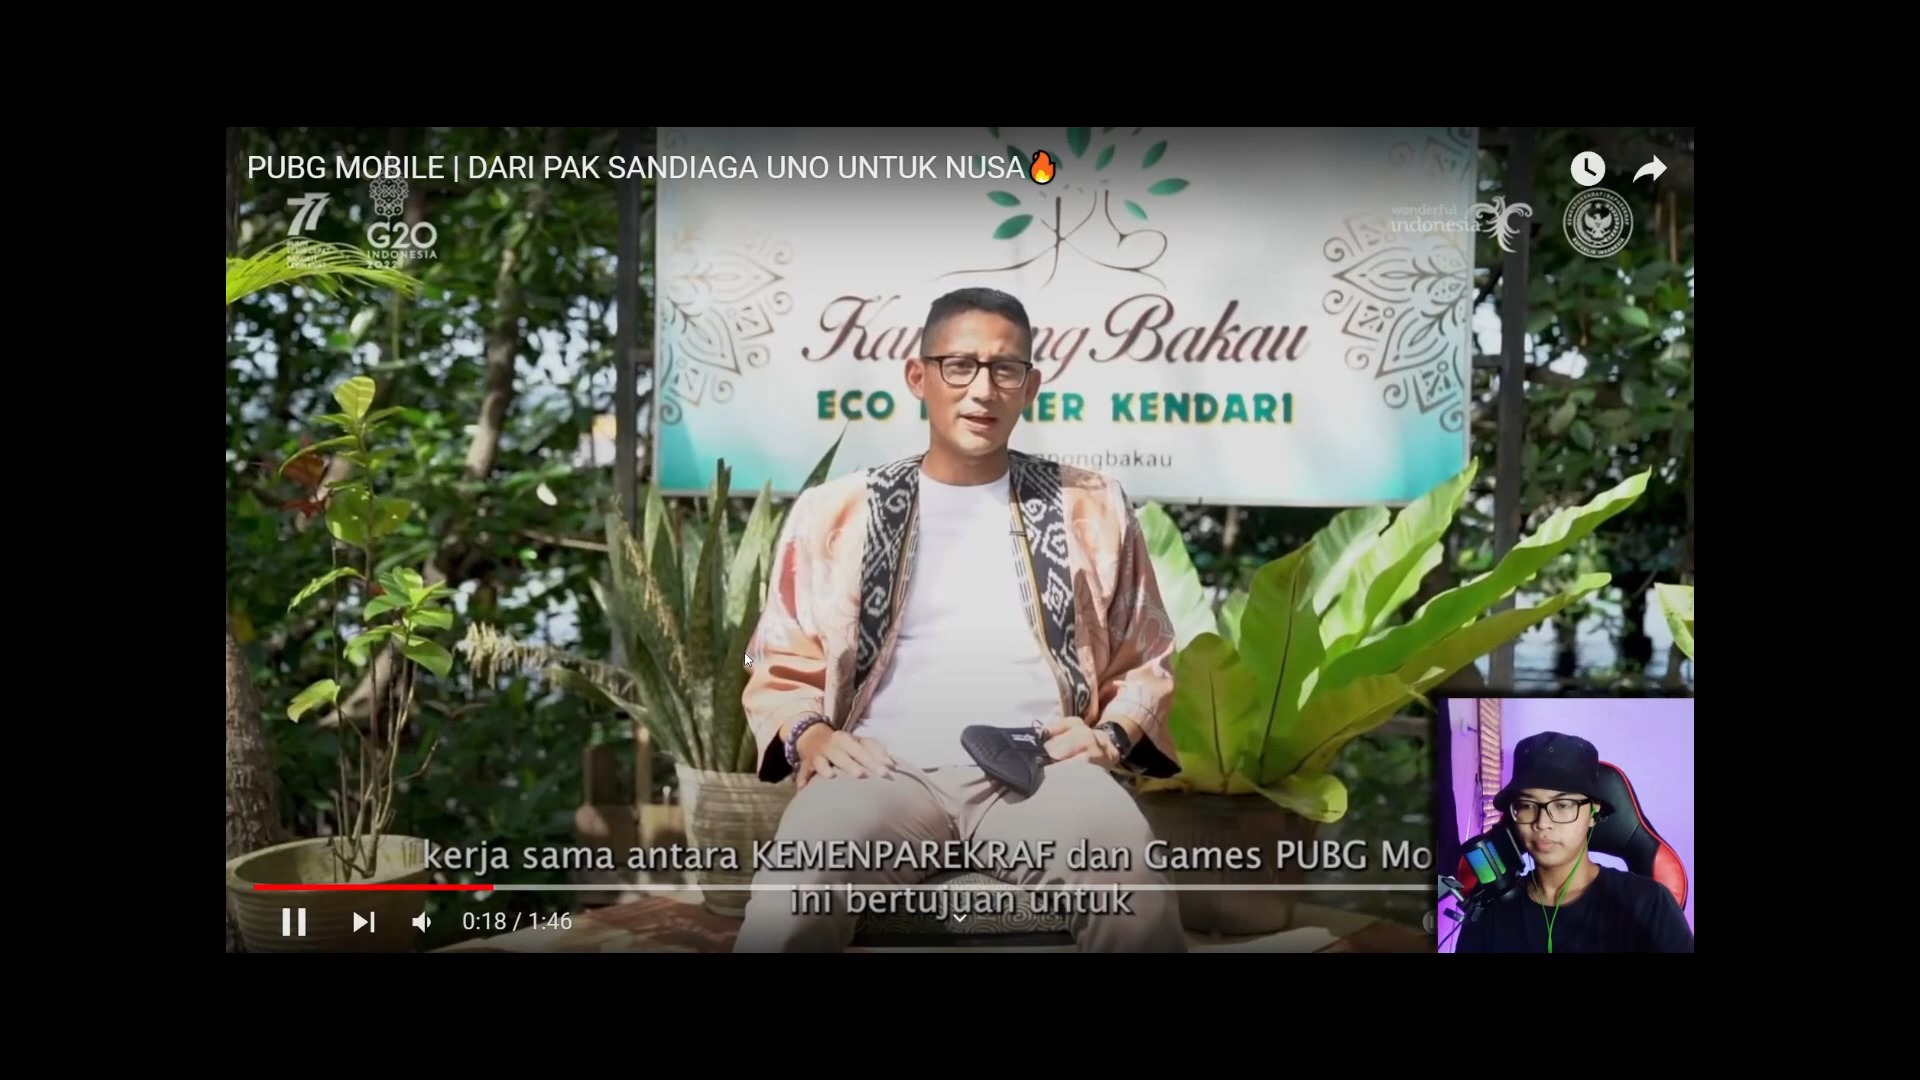 PUBG MOBILE | DARI PAK SANDIAGA UNO UNTUK NUSA🔥
77
G20
INDONESIA
2022
wonderful
indonesia
Bakau
ECO
KENDARI
kerja sama antara KEMENPAREKRAF dan Games PUBG Mo
ini bertujuan untuk
0:18 / 1:46